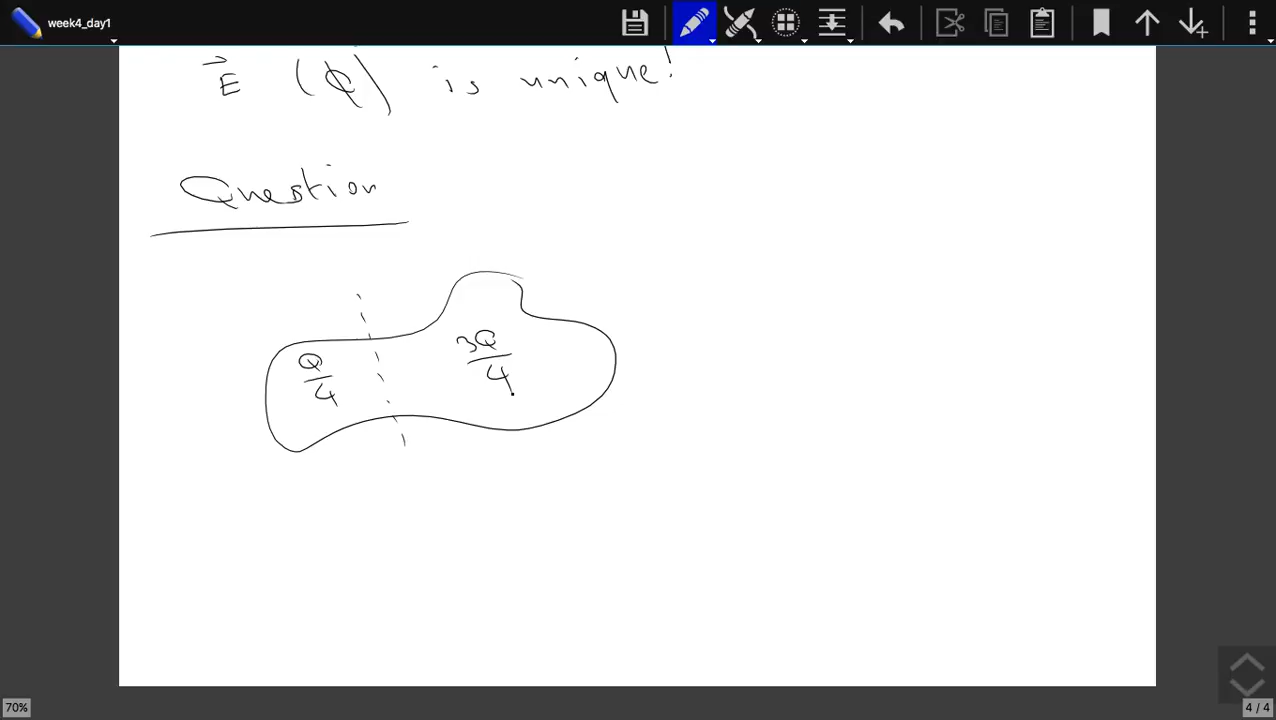 week4_day1
E⃗ (Φ) is unique!
Question
Q/4 3Q/4
70%
4 / 4